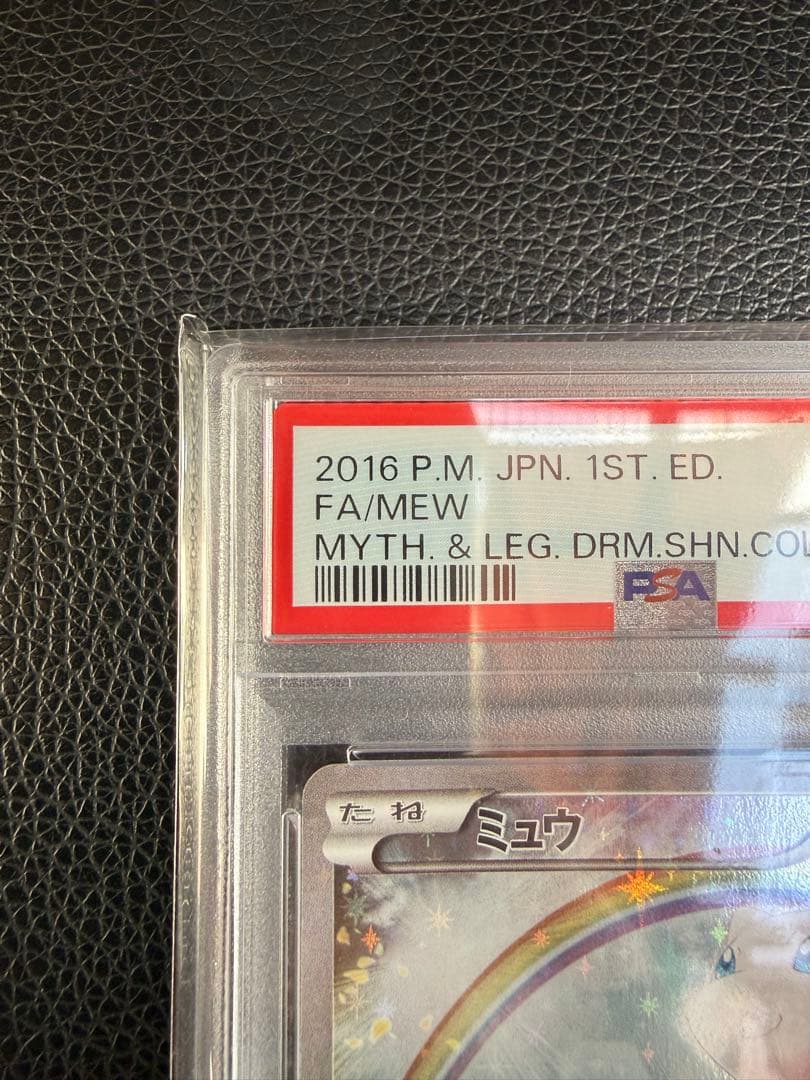 2016 P.M. JPN. 1ST. ED.
FA/MEW
MYTH. & LEG. DRM.SHN.COL
PSA
たね ミュウ